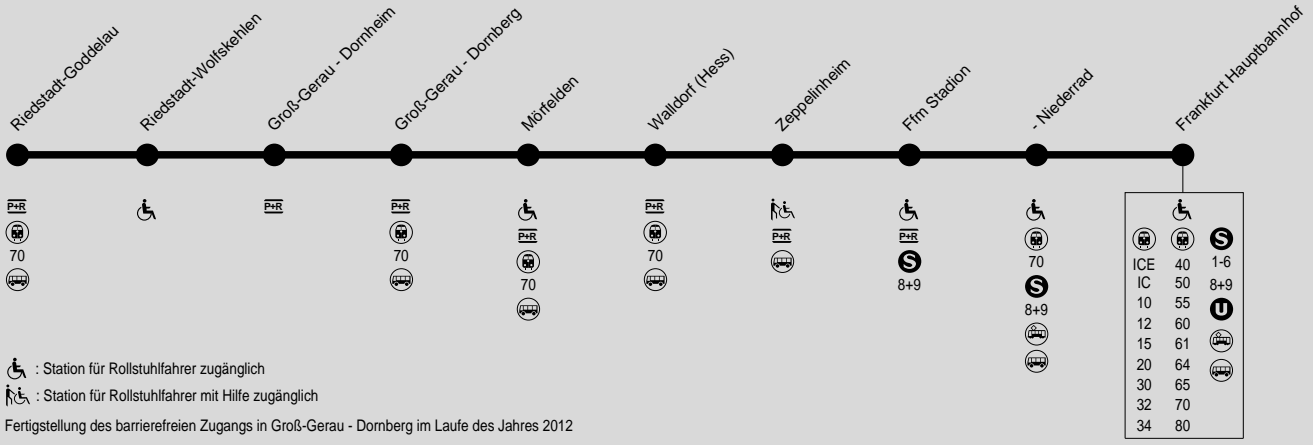 Riedstadt-Goddelau
Riedstadt-Wolfskehlen
Groß-Gerau - Dornheim
Groß-Gerau - Dornberg
Mörfelden
Walldorf (Hess)
Zeppelinheim
Ffm Stadion
- Niederrad
Frankfurt Hauptbahnhof
P+R
70
P+R
P+R
70
P+R
70
P+R
70
P+R
P+R
S
8+9
70
S
8+9
ICE
IC
10
12
15
20
30
32
34
40
50
55
60
61
64
65
70
80
S
1-6
8+9
U
: Station für Rollstuhlfahrer zugänglich
: Station für Rollstuhlfahrer mit Hilfe zugänglich
Fertigstellung des barrierefreien Zugangs in Groß-Gerau - Dornberg im Laufe des Jahres 2012